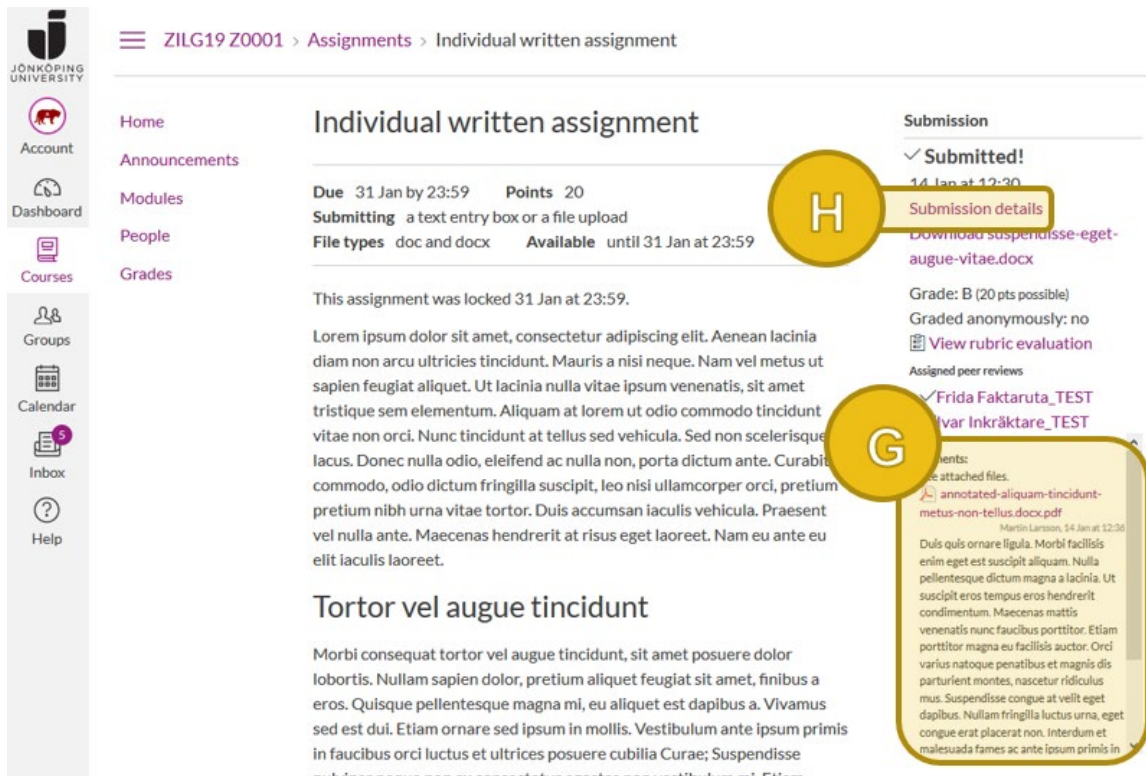 JÖNKÖPING
UNIVERSITY
Account
Dashboard
Courses
Groups
Calendar
5
Inbox
Help
ZILG19 Z0001 > Assignments > Individual written assignment
Home
Announcements
Modules
People
Grades
Individual written assignment
Due 31 Jan by 23:59 Points 20
Submitting a text entry box or a file upload
File types doc and docx Available until 31 Jan at 23:59
This assignment was locked 31 Jan at 23:59.
Lorem ipsum dolor sit amet, consectetur adipiscing elit. Aenean lacinia
diam non arcu ultricies tincidunt. Mauris a nisi neque. Nam vel metus ut
sapien feugiat aliquet. Ut lacinia nulla vitae ipsum venenatis, sit amet
tristique sem elementum. Aliquam at lorem ut odio commodo tincidunt
vitae non orci. Nunc tincidunt at tellus sed vehicula. Sed non scelerisque
lacus. Donec nulla odio, eleifend ac nulla non, porta dictum ante. Curabit
commodo, odio dictum fringilla suscipit, leo nisi ullamcorper orci, pretium
pretium nibh urna vitae tortor. Duis accumsan iaculis vehicula. Praesent
vel nulla ante. Maecenas hendrerit at risus eget laoreet. Nam eu ante eu
elit iaculis laoreet.
Tortor vel augue tincidunt
Morbi consequat tortor vel augue tincidunt, sit amet posuere dolor
lobortis. Nullam sapien dolor, pretium aliquet feugiat sit amet, finibus a
eros. Quisque pellentesque magna mi, eu aliquet est dapibus a. Vivamus
sed est dui. Etiam ornare sed ipsum in mollis. Vestibulum ante ipsum primis
in faucibus orci luctus et ultrices posuere cubilia Curae; Suspendisse
Submission
Submitted!
14 Jan at 12:30
H
Submission details
Download suspendisse-eget-
augue-vitae.docx
Grade: B (20 pts possible)
Graded anonymously: no
View rubric evaluation
Assigned peer reviews
Frida Faktaruta_TEST
Ivar Inkräktare_TEST
G
ments:
attached files.
annotated-aliquam-tincidunt-
metus-non-tellus.docx.pdf
Martin Larsson, 14 Jan at 12:36
Duis quis ornare ligula. Morbi facilisis
enim eget est suscipit aliquam. Nulla
pellentesque dictum magna a lacinia. Ut
suscipit eros tempus eros hendrerit
condimentum. Maecenas mattis
venenatis nunc faucibus porttitor. Etiam
porttitor magna eu facilisis auctor. Orci
varius natoque penatibus et magnis dis
parturient montes, nascetur ridiculus
mus. Suspendisse congue at velit eget
dapibus. Nullam fringilla luctus urna, eget
congue erat placerat non. Interdum et
malesuada fames ac ante ipsum primis in